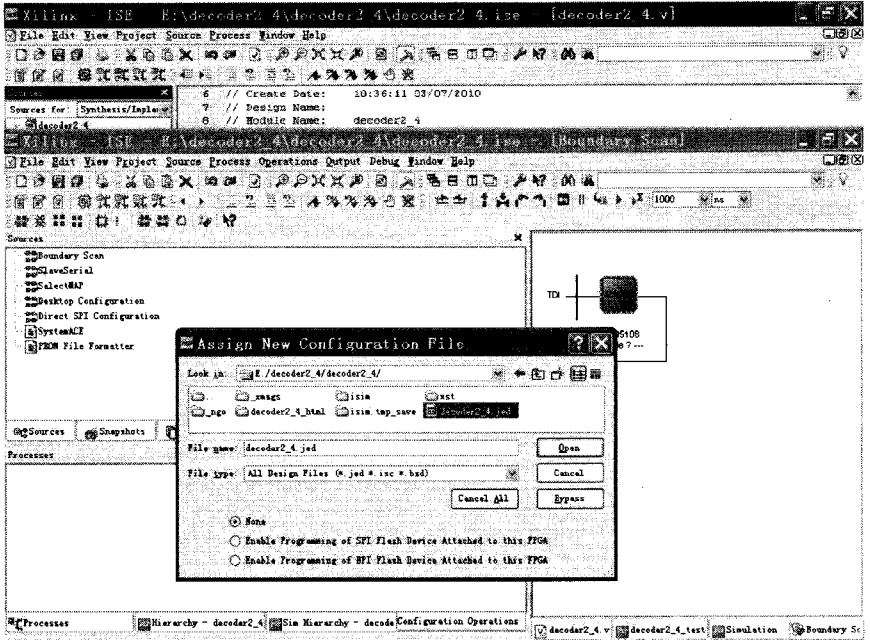 Xilinx - ISE - E:\decoder2_4\decoder2_4\decoder2_4.ise - [decoder2_4.v]
File Edit View Project Source Process Window Help
Sources for: Synthesis/Imple
decoder2_4
6 // Create Date: 10:36:11 03/07/2010
7 // Design Name:
8 // Module Name: decoder2_4
Xilinx - ISE - E:\decoder2_4\decoder2_4\decoder2_4.ise - [Boundary Scan]
File Edit View Project Source Process Operations Output Debug Window Help
1000 ns
Sources
Boundary Scan
SlaveSerial
SelectMAP
Desktop Configuration
Direct SPI Configuration
SystemACE
PROM File Formatter
TDI
95108
e ? ---
Assign New Configuration File
Look in: E:/decoder2_4/decoder2_4/
.. _xmsgs isim xst
_ngo decoder2_4_html isim.tmp_save decoder2_4.jed
File name: decoder2_4.jed Open
File type: All Design Files (*.jed *.isc *.bsd) Cancel
Cancel All Bypass
None
Enable Programming of SPI Flash Device Attached to this FPGA
Enable Programming of BPI Flash Device Attached to this FPGA
Sources Snapshots
Processes
Processes Hierarchy - decoder2_4 Sim Hierarchy - decode Configuration Operations
decoder2_4.v decoder2_4_test Simulation Boundary Sc